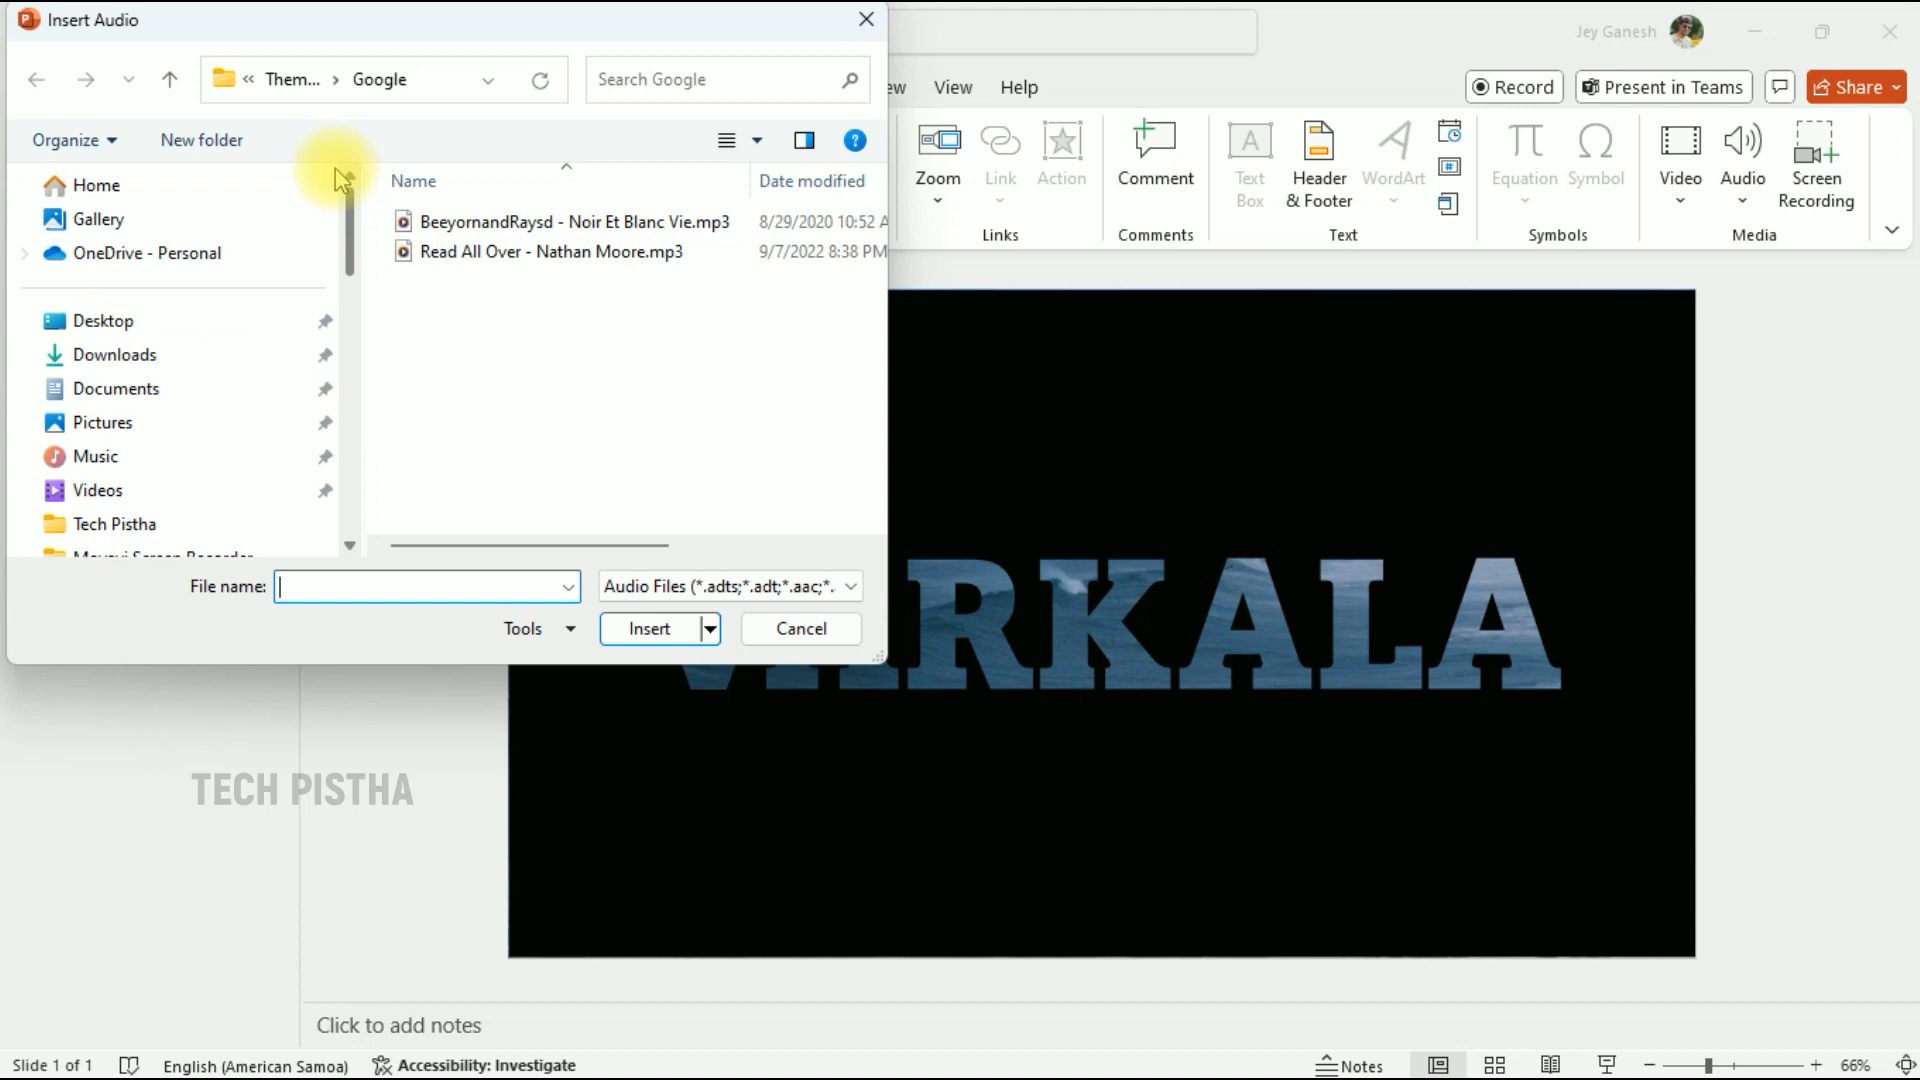 Insert Audio
Jey Ganesh
« Them... › Google
Search Google
View Help
Record
Present in Teams
Share
Organize
New folder
Home
Gallery
OneDrive - Personal
Desktop
Downloads
Documents
Pictures
Music
Videos
Tech Pistha
Name
Date modified
BeeyornandRaysd - Noir Et Blanc Vie.mp3 8/29/2020 10:52 A
Read All Over - Nathan Moore.mp3 9/7/2022 8:38 PM
Zoom
Link
Action
Links
Comment
Comments
Text Box
Header & Footer
WordArt
Text
Equation
Symbol
Symbols
Video
Audio
Screen Recording
Media
File name:
Audio Files (*.adts;*.adt;*.aac;*.
Tools
Insert
Cancel
ARKALA
TECH PISTHA
Click to add notes
Slide 1 of 1
English (American Samoa)
Accessibility: Investigate
Notes
66%